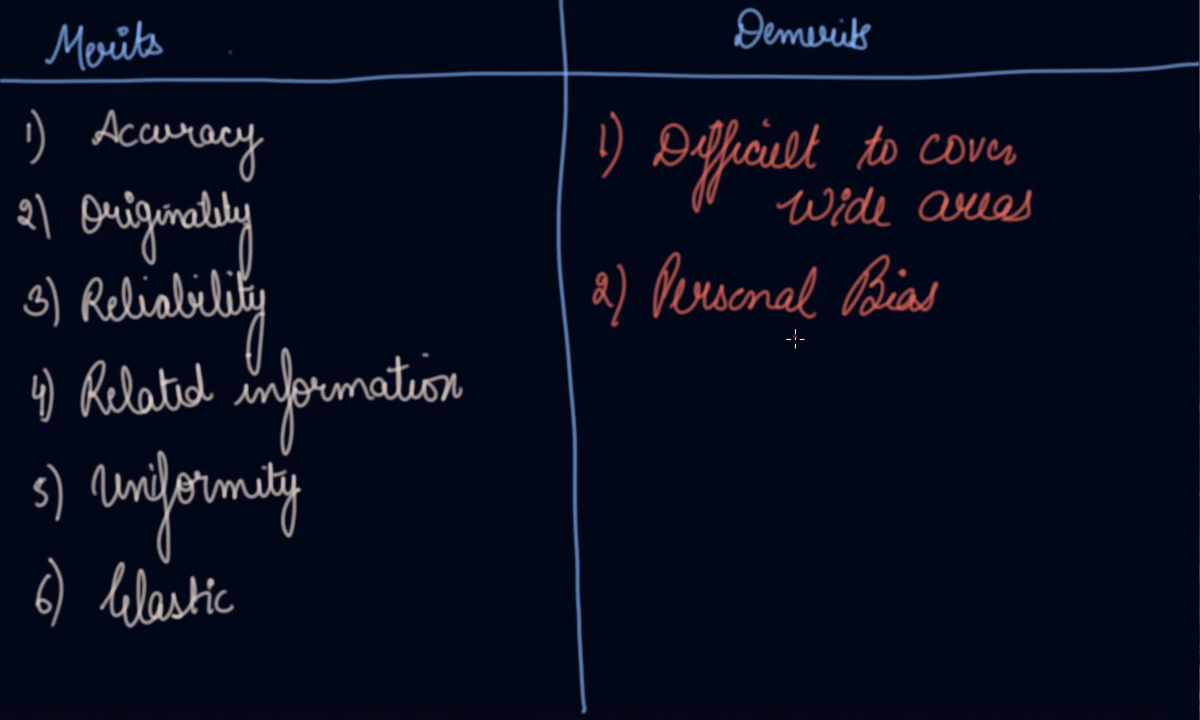 Merits
Demerits
1) Accuracy
2) Originality
3) Reliability
4) Related information
5) Uniformity
6) Elastic
1) Difficult to cover
wide areas
2) Personal Bias